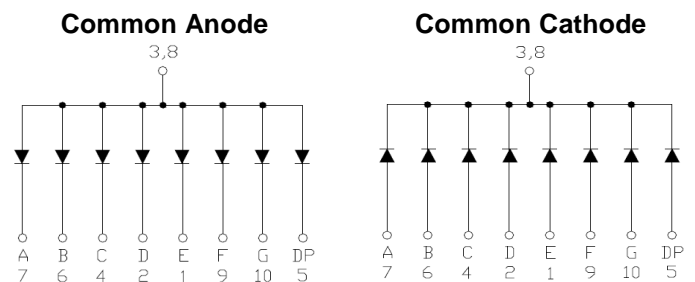 Common Anode
3,8
A B C D E F G DP
7 6 4 2 1 9 10 5
Common Cathode
3,8
A B C D E F G DP
7 6 4 2 1 9 10 5